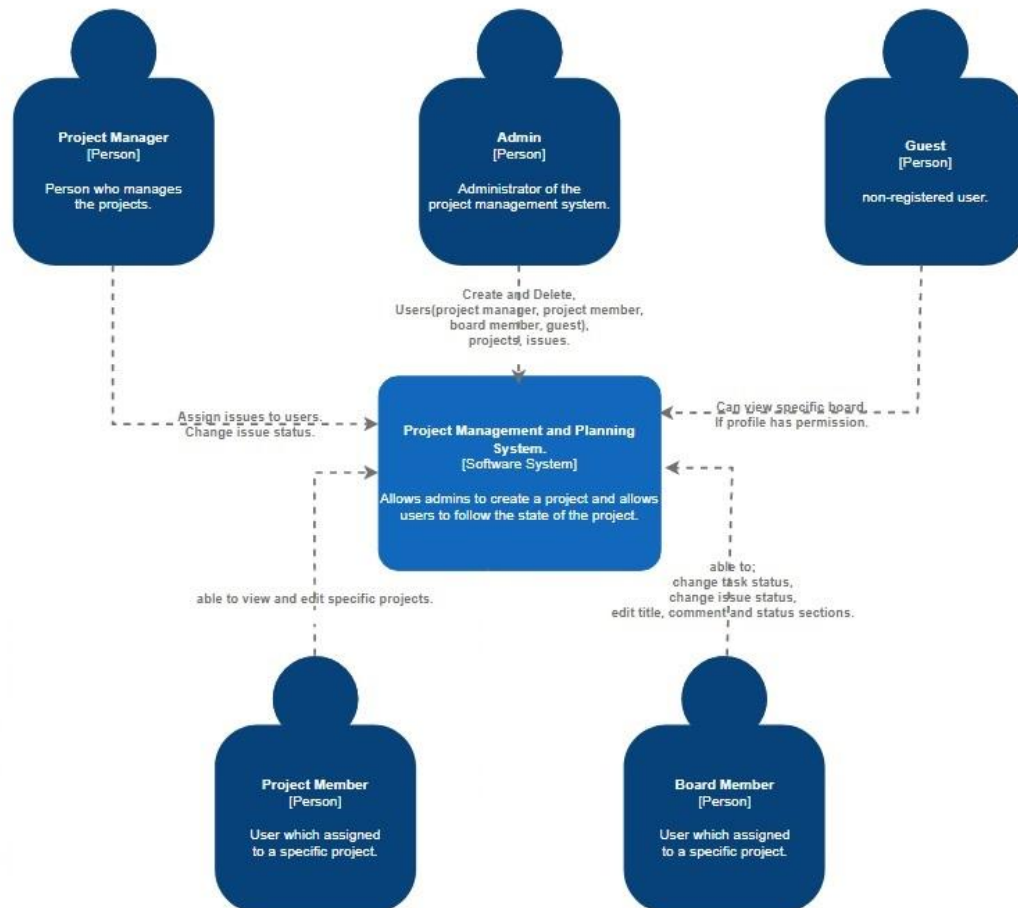 Project Manager
[Person]
Person who manages
the projects.
Admin
[Person]
Administrator of the
project management system.
Guest
[Person]
non-registered user.
Create and Delete,
Users(project manager, project member,
board member, guest),
projects, issues.
Assign issues to users.
Change issue status.
Can view specific board.
If profile has permission.
Project Management and Planning
System.
[Software System]
Allows admins to create a project and allows
users to follow the state of the project.
able to view and edit specific projects.
able to;
change task status,
change issue status,
edit title, comment and status sections.
Project Member
[Person]
User which assigned
to a specific project.
Board Member
[Person]
User which assigned
to a specific project.